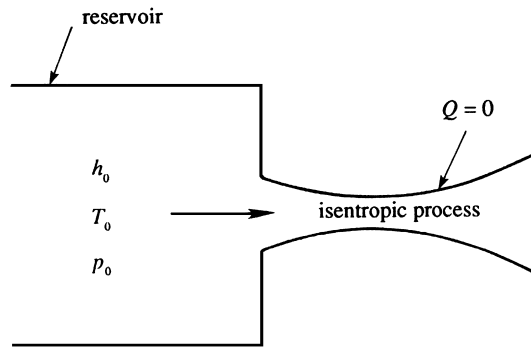 reservoir
Q = 0
h₀
T₀
p₀
isentropic process